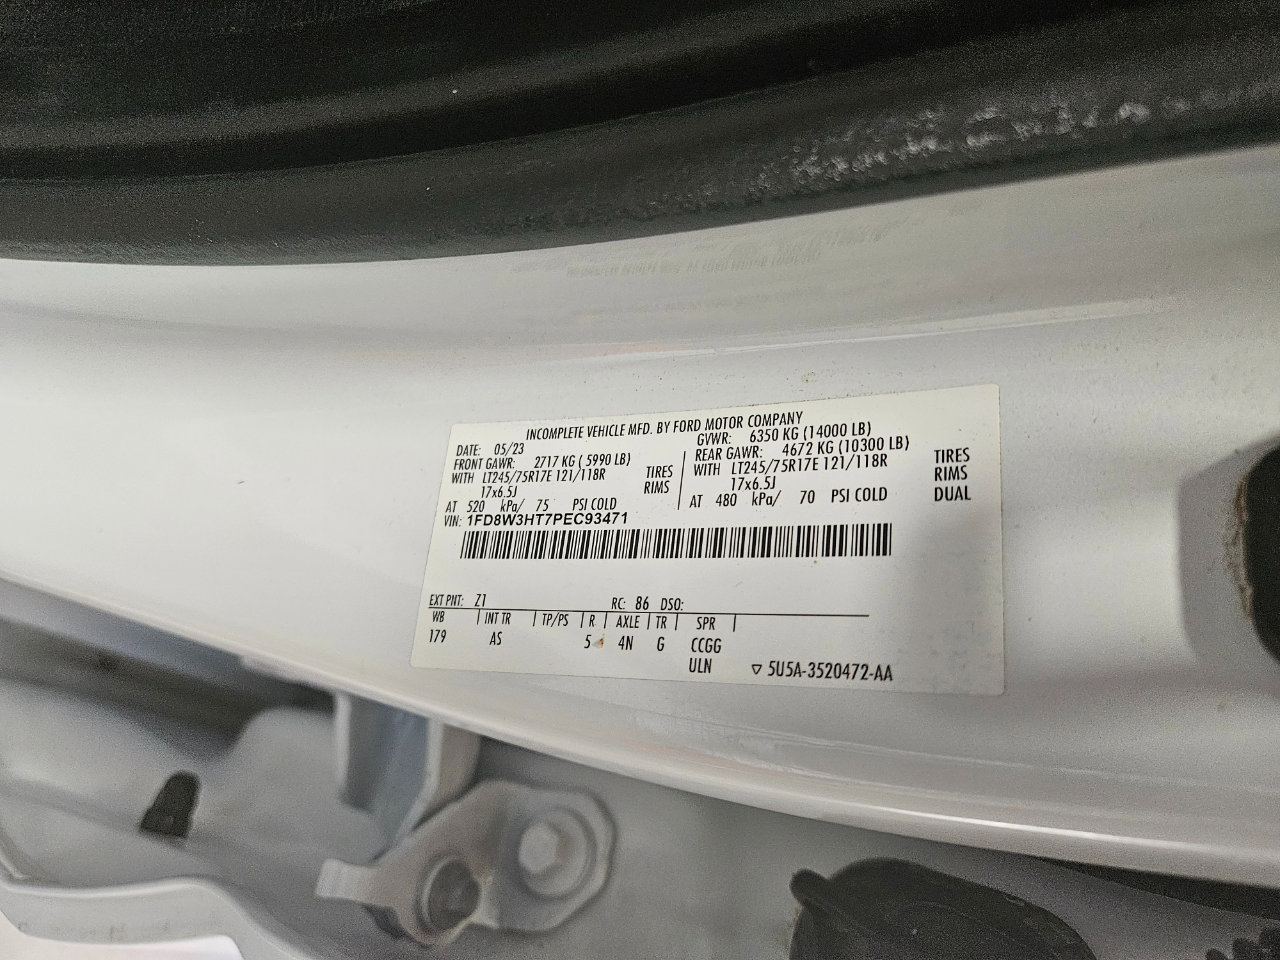 INCOMPLETE VEHICLE MFD. BY FORD MOTOR COMPANY
DATE: 05/23 GVWR: 6350 KG (14000 LB)
FRONT GAWR: 2717 KG ( 5990 LB) REAR GAWR: 4672 KG (10300 LB)
WITH LT245/75R17E 121/118R TIRES WITH LT245/75R17E 121/118R TIRES
17x6.5J RIMS 17x6.5J RIMS
AT 520 kPa/ 75 PSI COLD AT 480 kPa/ 70 PSI COLD DUAL
VIN: 1FD8W3HT7PEC93471
EXT PNT: Z1 RC: 86 DSO:
WB INT TR TP/PS R AXLE TR SPR
179 AS 5 4N G CCGG
ULN ▽ 5U5A-3520472-AA